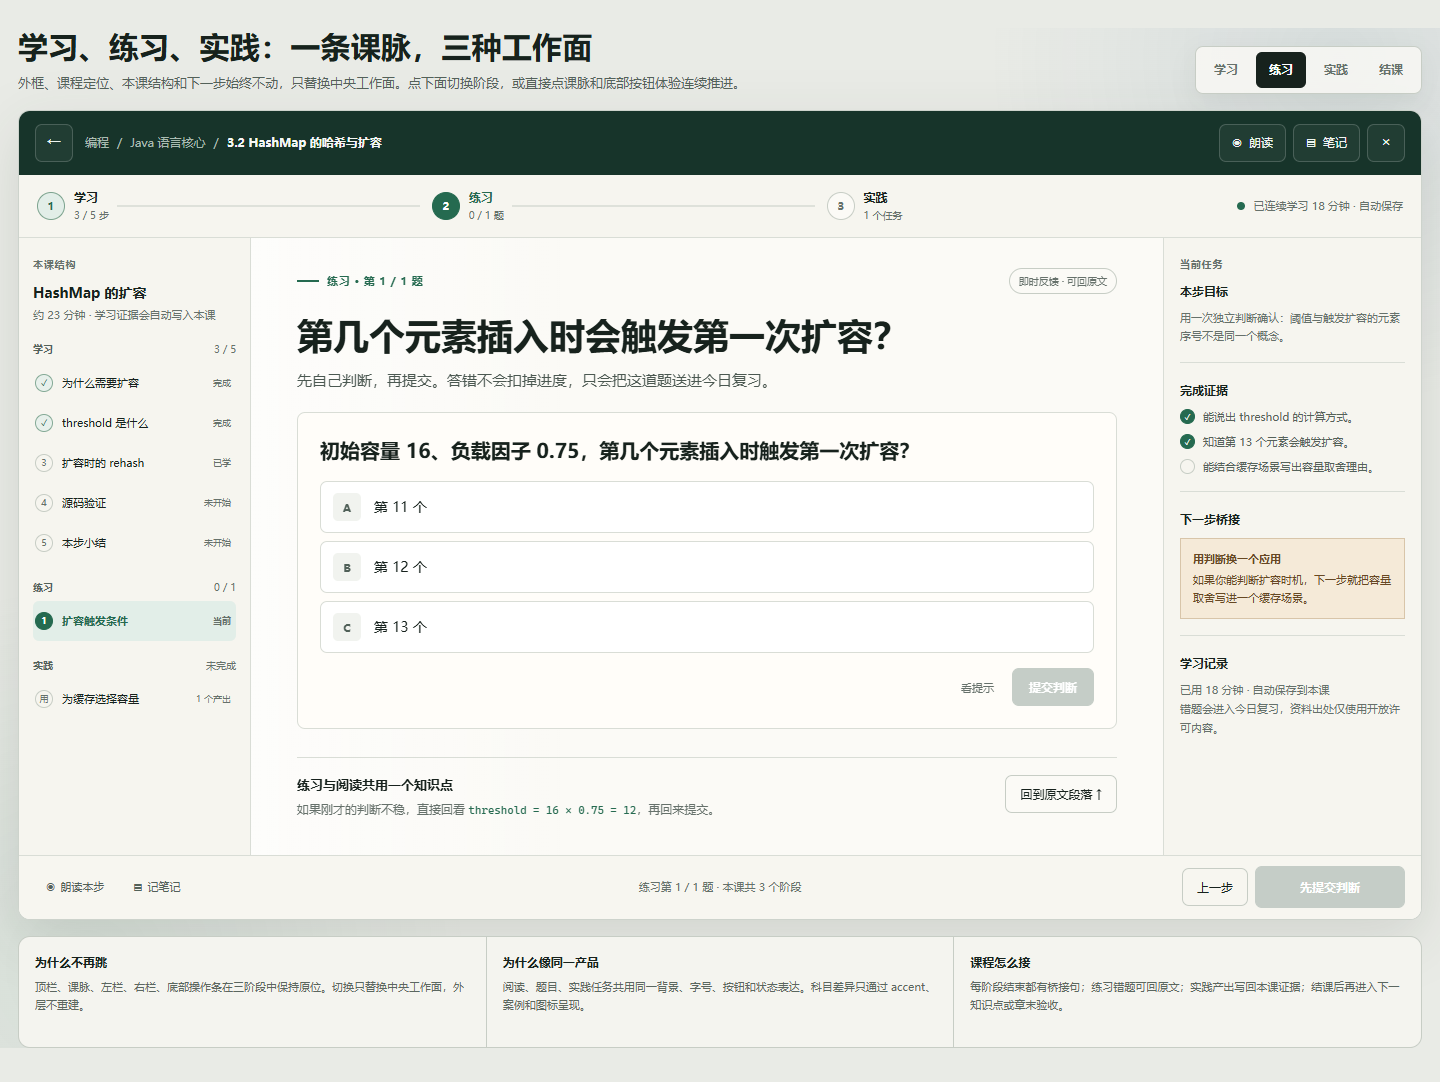 学习、练习、实践：一条课脉，三种工作面
外框、课程定位、本课结构和下一步始终不动，只替换中央工作面。点下面切换阶段，或直接点课脉和底部按钮体验连续推进。
学习 练习 实践 结课
← 编程 / Java 语言核心 / 3.2 HashMap 的哈希与扩容
◉ 朗读 ▤ 笔记 ×
1 学习
3 / 5 步
2 练习
0 / 1 题
3 实践
1 个任务
已连续学习 18 分钟 · 自动保存
本课结构
HashMap 的扩容
约 23 分钟 · 学习证据会自动写入本课
学习 3 / 5
✓ 为什么需要扩容 完成
✓ threshold 是什么 完成
3 扩容时的 rehash 已学
4 源码验证 未开始
5 本步小结 未开始
练习 0 / 1
1 扩容触发条件 当前
实践 未完成
用 为缓存选择容量 1 个产出
练习 • 第 1 / 1 题
即时反馈 · 可回原文
第几个元素插入时会触发第一次扩容？
先自己判断，再提交。答错不会扣掉进度，只会把这道题送进今日复习。
初始容量 16、负载因子 0.75，第几个元素插入时触发第一次扩容？
A 第 11 个
B 第 12 个
C 第 13 个
看提示 提交判断
练习与阅读共用一个知识点
如果刚才的判断不稳，直接回看 threshold = 16 × 0.75 = 12，再回来提交。
回到原文段落 ↑
当前任务
本步目标
用一次独立判断确认：阈值与触发扩容的元素
序号不是同一个概念。
完成证据
✓ 能说出 threshold 的计算方式。
✓ 知道第 13 个元素会触发扩容。
能结合缓存场景写出容量取舍理由。
下一步桥接
用判断换一个应用
如果你能判断扩容时机，下一步就把容量
取舍写进一个缓存场景。
学习记录
已用 18 分钟 · 自动保存到本课
错题会进入今日复习，资料出处仅使用开放许
可内容。
◉ 朗读本步 ▤ 记笔记
练习第 1 / 1 题 · 本课共 3 个阶段
上一步 先提交判断
为什么不再跳
顶栏、课脉、左栏、右栏、底部操作条在三阶段中保持原位。切换只替换中央工作面，外
层不重建。
为什么像同一产品
阅读、题目、实践任务共用同一背景、字号、按钮和状态表达。科目差异只通过 accent、
案例和图标呈现。
课程怎么接
每阶段结束都有桥接句；练习错题可回原文；实践产出写回本课证据；结课后再进入下一
知识点或章末验收。